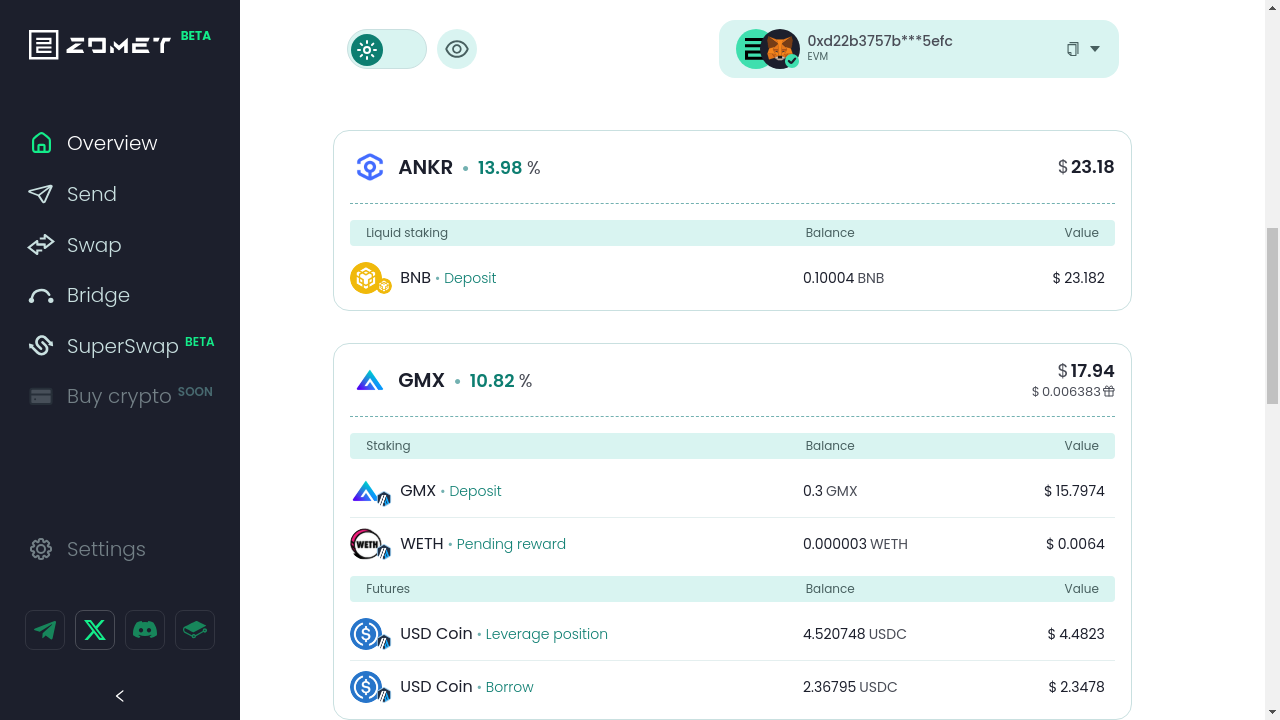 ZOMET BETA
0xd22b3757b***5efc
EVM
Overview
Send
Swap
Bridge
SuperSwap BETA
Buy crypto SOON
Settings
ANKR • 13.98 %
$ 23.18
Liquid staking Balance Value
BNB • Deposit 0.10004 BNB $ 23.182
GMX • 10.82 %
$ 17.94
$ 0.006383
Staking Balance Value
GMX • Deposit 0.3 GMX $ 15.7974
WETH
WETH • Pending reward 0.000003 WETH $ 0.0064
Futures Balance Value
USD Coin • Leverage position 4.520748 USDC $ 4.4823
USD Coin • Borrow 2.36795 USDC $ 2.3478